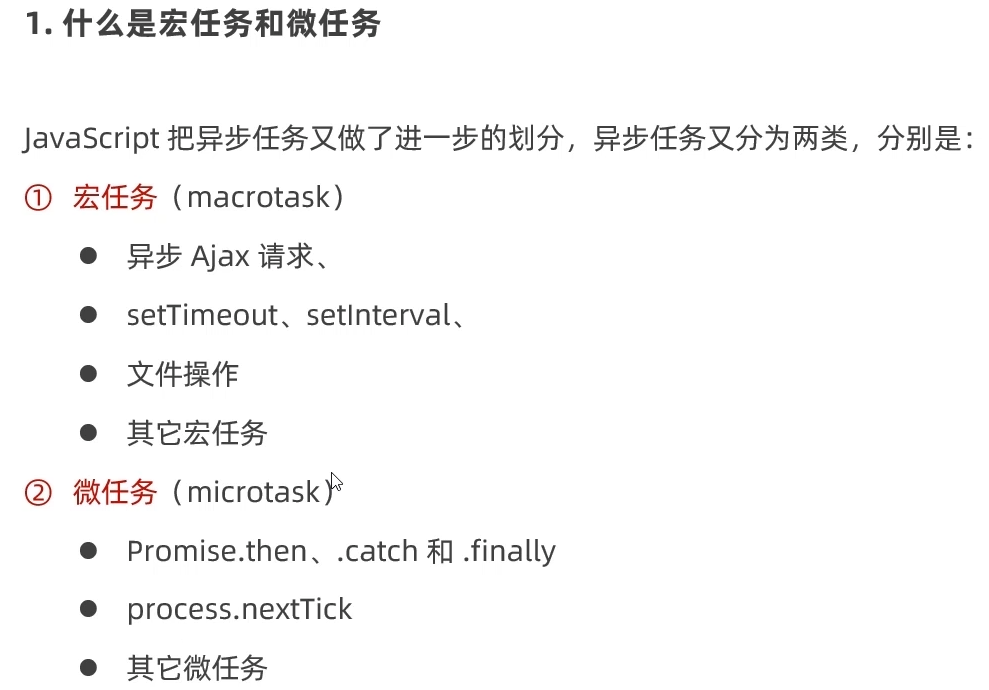 1. 什么是宏任务和微任务
JavaScript 把异步任务又做了进一步的划分，异步任务又分为两类，分别是：
① 宏任务（macrotask）
● 异步 Ajax 请求、
● setTimeout、setInterval、
● 文件操作
● 其它宏任务
② 微任务（microtask）
● Promise.then、.catch 和 .finally
● process.nextTick
● 其它微任务